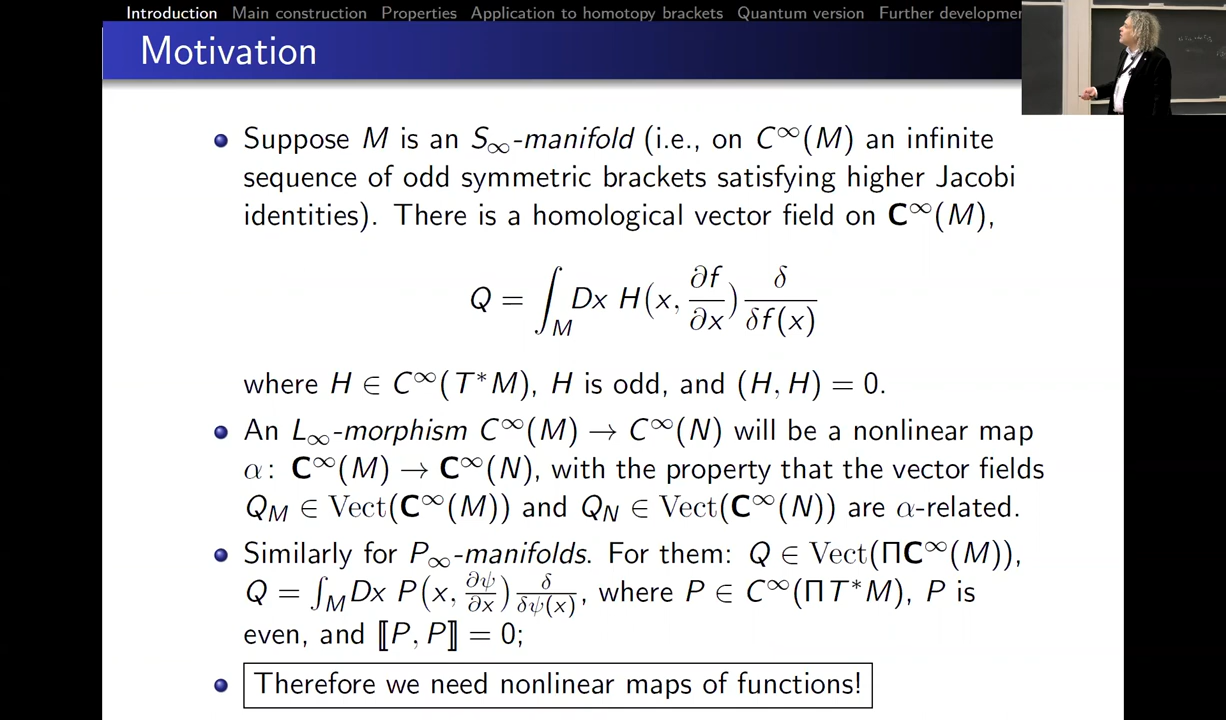 Introduction Main construction Properties Application to homotopy brackets Quantum version Further developmen
Motivation
Suppose M is an S∞-manifold (i.e., on C∞(M) an infinite
sequence of odd symmetric brackets satisfying higher Jacobi
identities). There is a homological vector field on C∞(M),
Q = ∫_M Dx H(x, ∂f/∂x) δ/δf(x)
where H ∈ C∞(T*M), H is odd, and (H, H) = 0.
An L∞-morphism C∞(M) → C∞(N) will be a nonlinear map
α: C∞(M) → C∞(N), with the property that the vector fields
Q_M ∈ Vect(C∞(M)) and Q_N ∈ Vect(C∞(N)) are α-related.
Similarly for P∞-manifolds. For them: Q ∈ Vect(ΠC∞(M)),
Q = ∫_M Dx P(x, ∂ψ/∂x) δ/δψ(x), where P ∈ C∞(ΠT*M), P is
even, and ⟦P, P⟧ = 0;
Therefore we need nonlinear maps of functions!